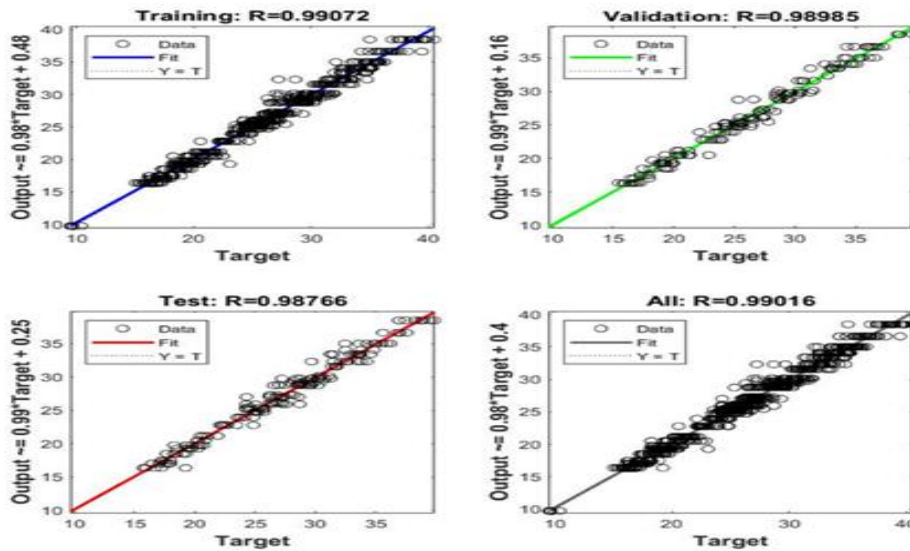 Training: R=0.99072
Output ~= 0.98*Target + 0.48
40
35
30
25
20
15
10
Data
Fit
Y = T
10 20 30 40
Target
Validation: R=0.98985
Output ~= 0.99*Target + 0.16
35
30
25
20
15
10
Data
Fit
Y = T
10 15 20 25 30 35
Target
Test: R=0.98766
Output ~= 0.99*Target + 0.25
35
30
25
20
15
10
Data
Fit
Y = T
10 15 20 25 30 35
Target
All: R=0.99016
Output ~= 0.98*Target + 0.4
40
35
30
25
20
15
10
Data
Fit
Y = T
10 20 30 40
Target